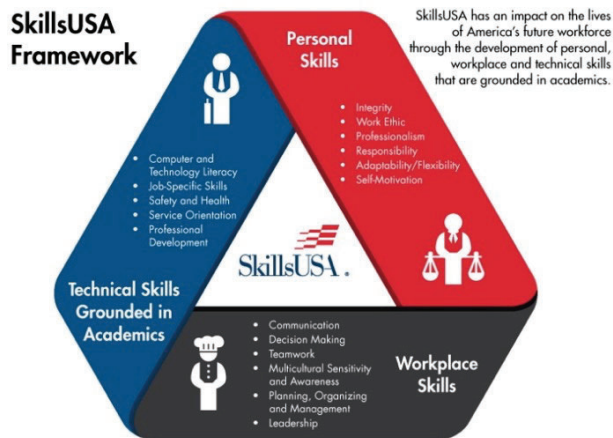 SkillsUSA
Framework
SkillsUSA has an impact on the lives
of America's future workforce
through the development of personal,
workplace and technical skills
that are grounded in academics.
Personal
Skills
• Integrity
• Work Ethic
• Professionalism
• Responsibility
• Adaptability/Flexibility
• Self-Motivation
• Computer and
Technology Literacy
• Job-Specific Skills
• Safety and Health
• Service Orientation
• Professional
Development
Technical Skills
Grounded in
Academics
SkillsUSA®
• Communication
• Decision Making
• Teamwork
• Multicultural Sensitivity
and Awareness
• Planning, Organizing
and Management
• Leadership
Workplace
Skills